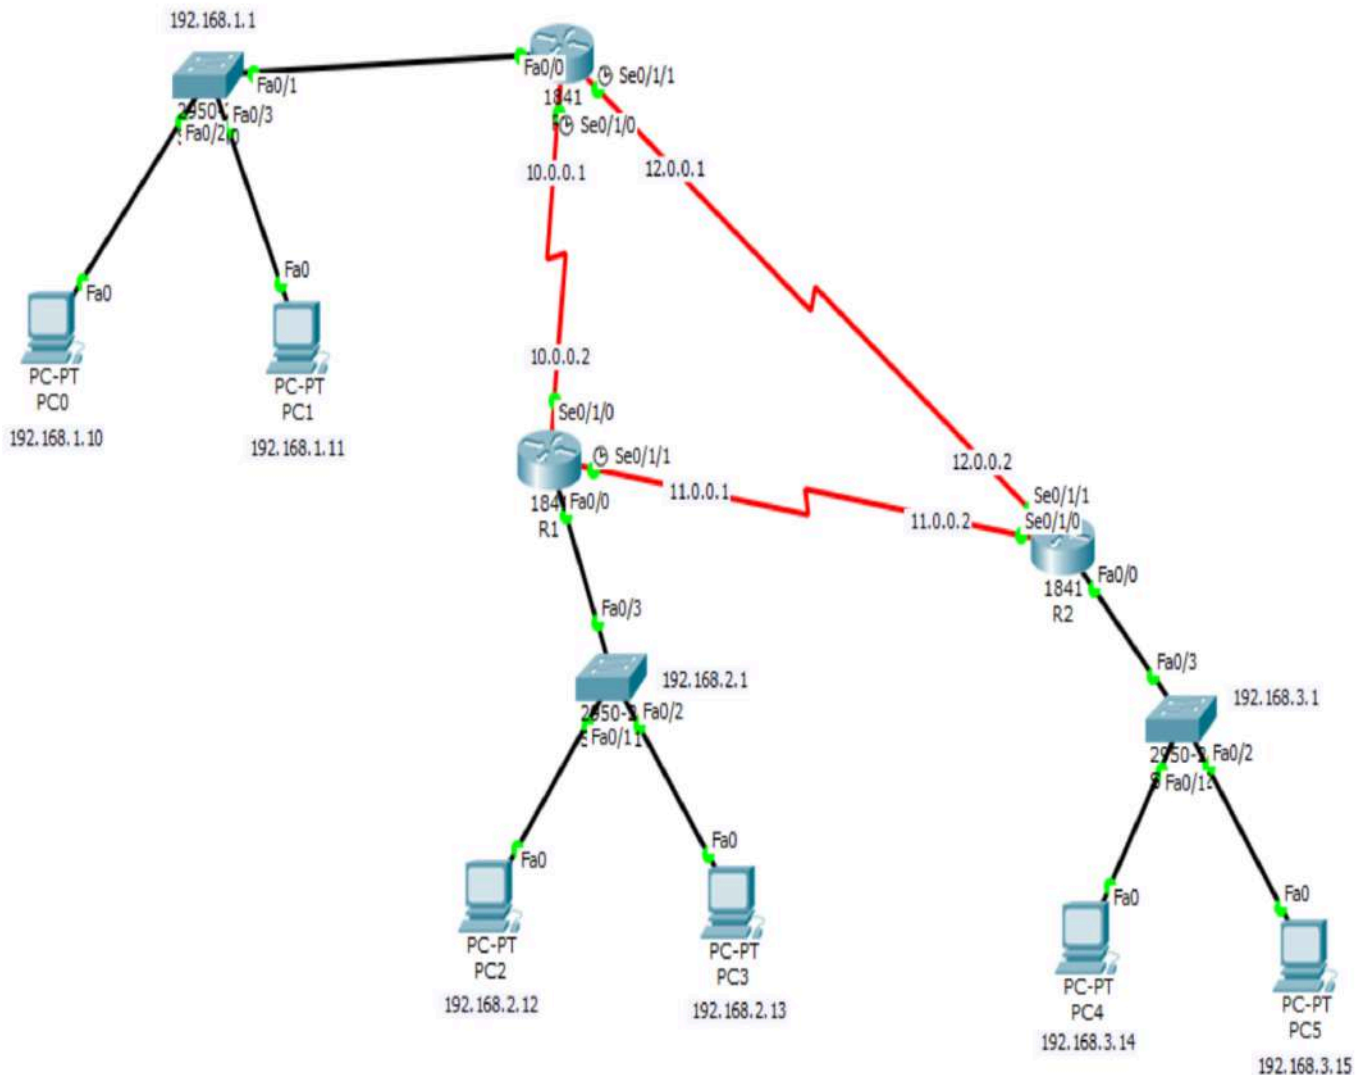 192.168.1.1
Fa0/1
Fa0/0
Se0/1/1
2950-
Fa0/3
Fa0/2
1841
Se0/1/0
10.0.0.1
12.0.0.1
Fa0
Fa0
PC-PT
PC0
192.168.1.10
PC-PT
PC1
192.168.1.11
10.0.0.2
Se0/1/0
Se0/1/1
11.0.0.1
184
Fa0/0
R1
12.0.0.2
Se0/1/1
11.0.0.2
Se0/1/0
1841
R2
Fa0/0
Fa0/3
192.168.2.1
Fa0/2
Fa0/1
Fa0/3
192.168.3.1
Fa0/2
Fa0/1
Fa0
Fa0
PC-PT
PC2
192.168.2.12
PC-PT
PC3
192.168.2.13
Fa0
Fa0
PC-PT
PC4
192.168.3.14
PC-PT
PC5
192.168.3.15